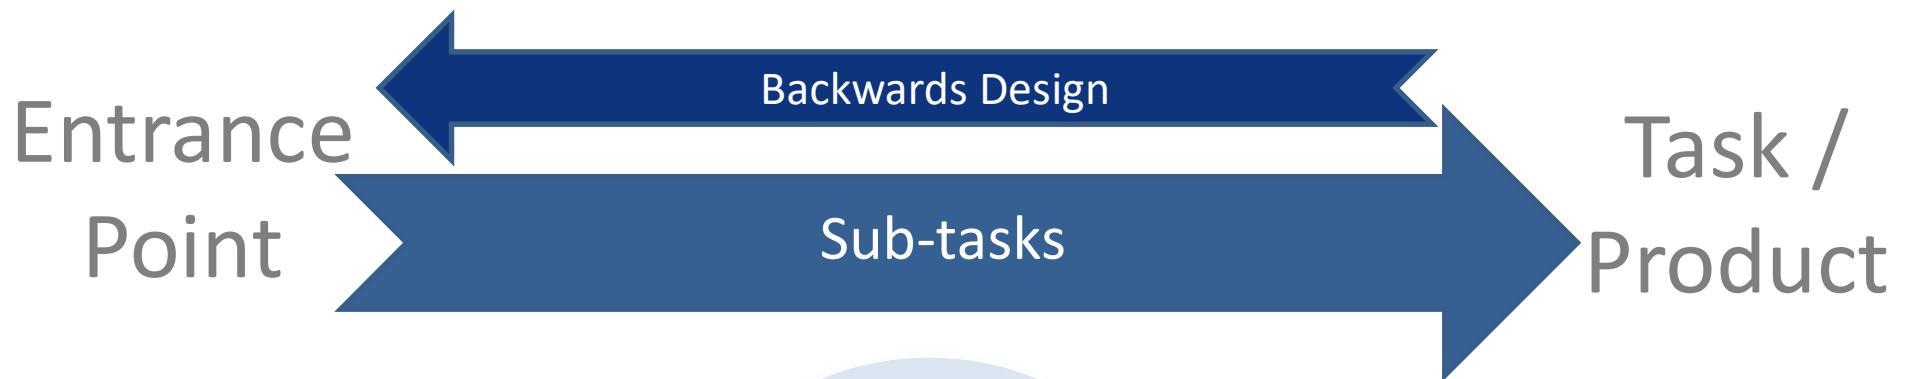 Entrance
Point
Backwards Design
Sub-tasks
Task /
Product